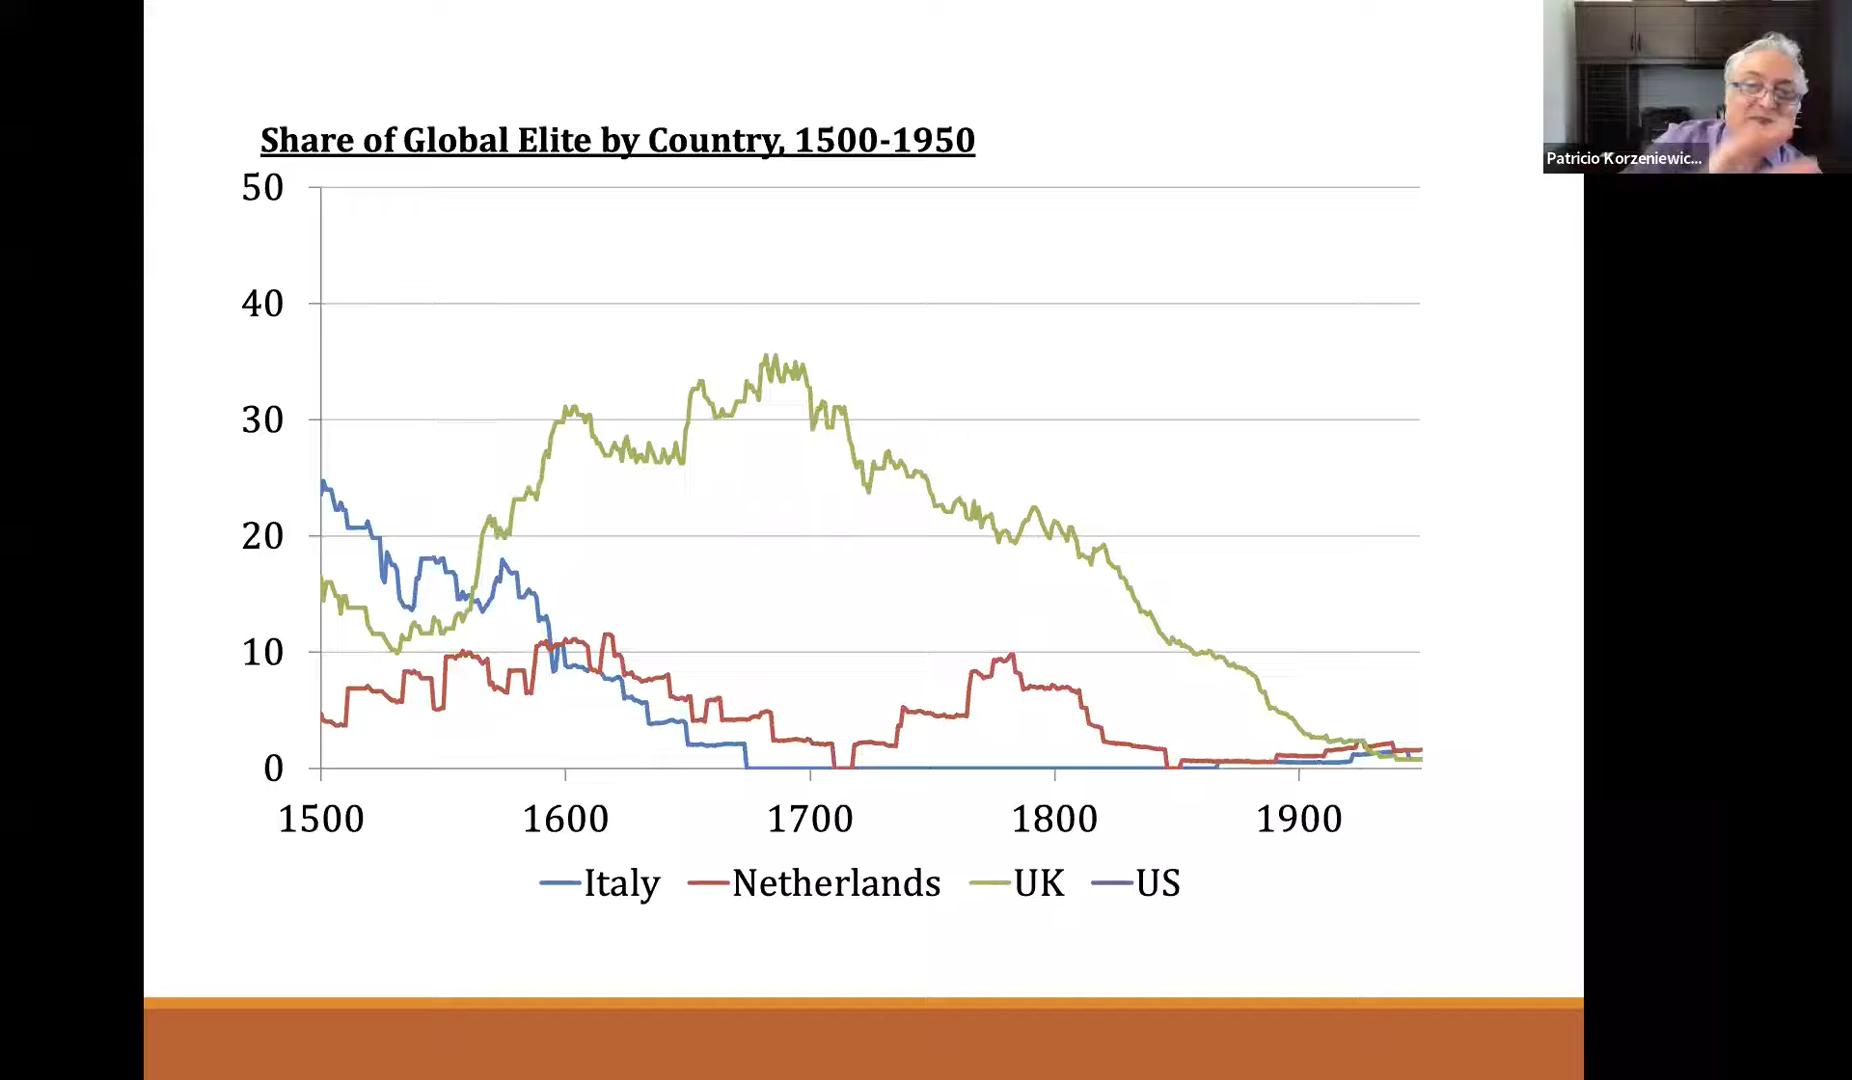 Share of Global Elite by Country, 1500-1950
Patricio Korzeniewic...
50
40
30
20
10
0
1500 1600 1700 1800 1900
Italy Netherlands UK US